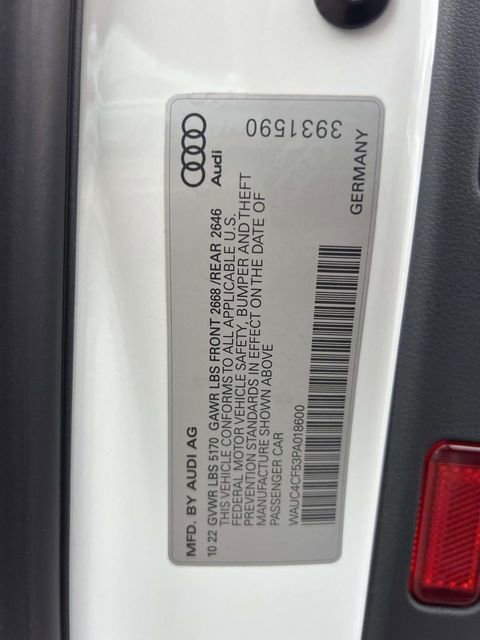 Audi
3931590
MFD. BY AUDI AG
GERMANY
10 22 GVWR LBS 5170 GAWR LBS FRONT 2668 /REAR 2646
THIS VEHICLE CONFORMS TO ALL APPLICABLE U.S.
FEDERAL MOTOR VEHICLE SAFETY, BUMPER AND THEFT
PREVENTION STANDARDS IN EFFECT ON THE DATE OF
MANUFACTURE SHOWN ABOVE
PASSENGER CAR
WAUC4CF53PA018600